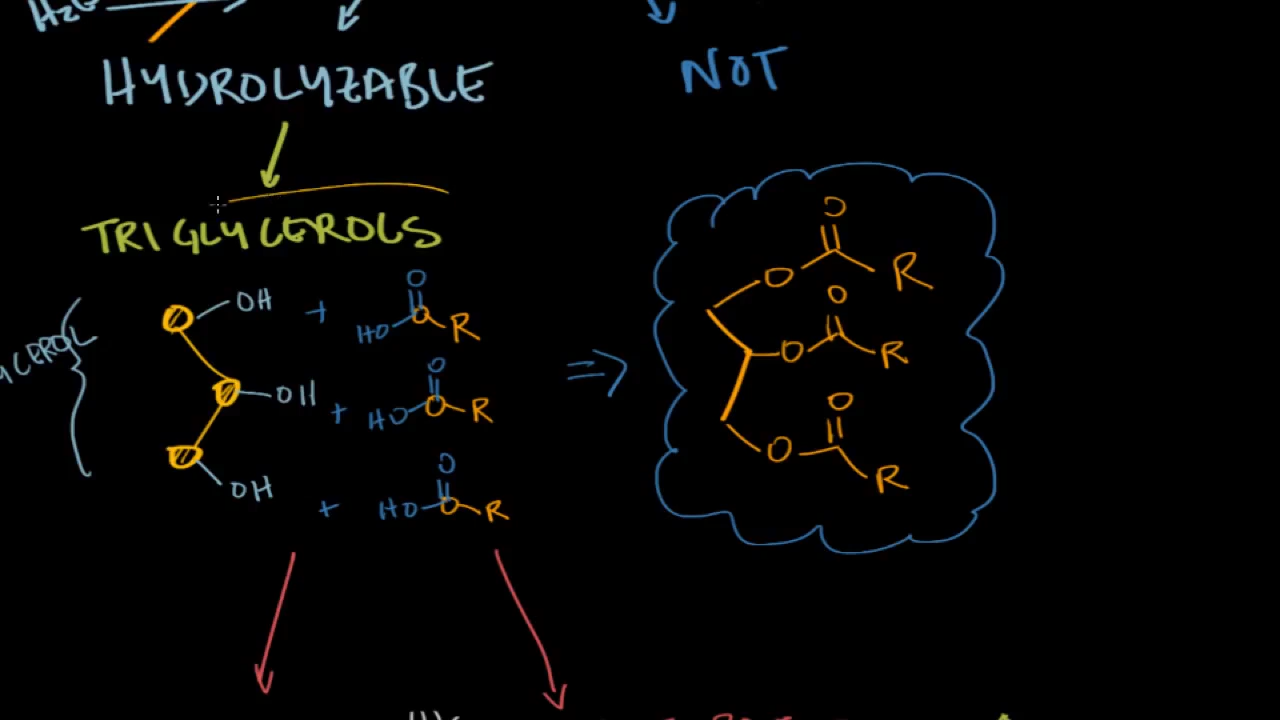 HYDROLYZABLE
NOT
TRIGLYCEROLS
OH + HO O R
OH + HO O R
OH + HO O R
⇒
O O R
O O R
O O R